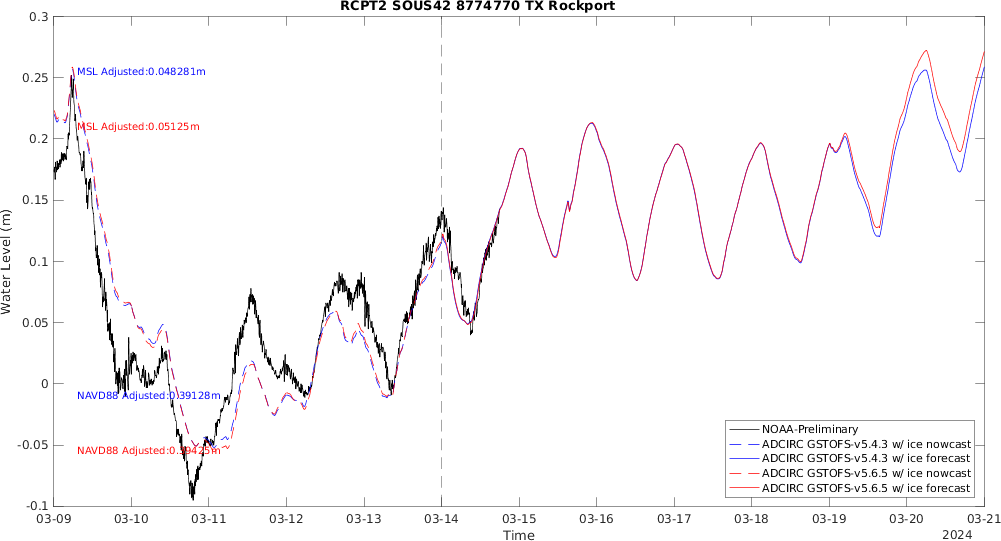 RCPT2 SOUS42 8774770 TX Rockport
0.3
0.25
0.2
0.15
0.1
0.05
0
-0.05
-0.1
Water Level (m)
MSL Adjusted:0.048281m
MSL Adjusted:0.05125m
NAVD88 Adjusted:0.39128m
NAVD88 Adjusted:0.39425m
NOAA-Preliminary
ADCIRC GSTOFS-v5.4.3 w/ ice nowcast
ADCIRC GSTOFS-v5.4.3 w/ ice forecast
ADCIRC GSTOFS-v5.6.5 w/ ice nowcast
ADCIRC GSTOFS-v5.6.5 w/ ice forecast
03-09 03-10 03-11 03-12 03-13 03-14 03-15 03-16 03-17 03-18 03-19 03-20 03-21
Time
2024